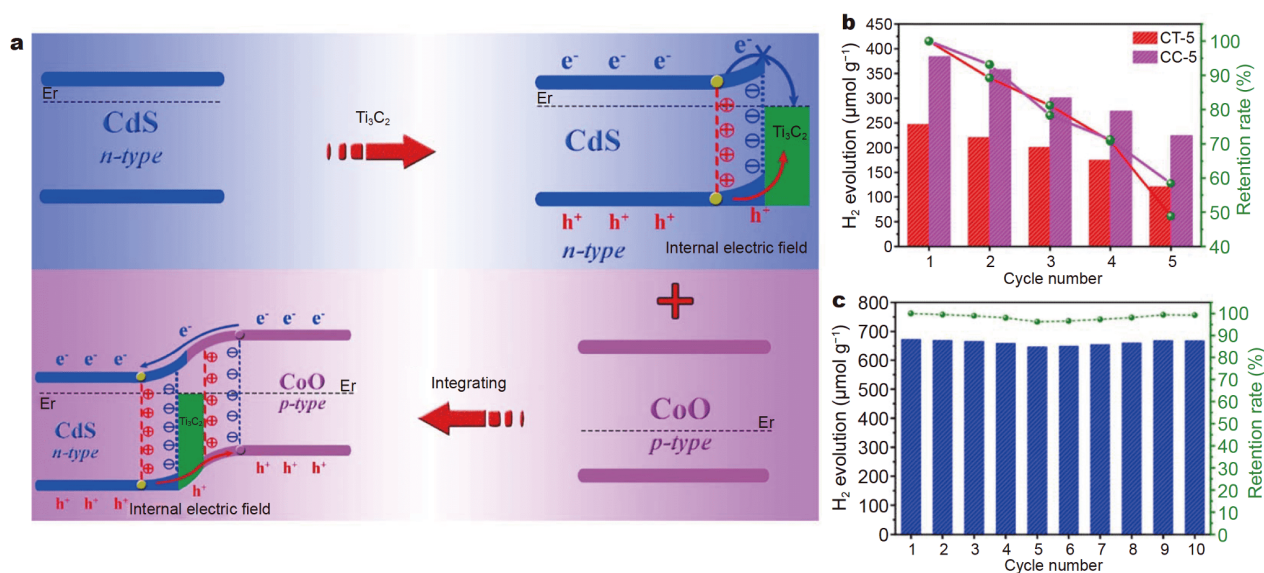 a
Er
CdS
n-type
Ti₃C₂
e⁻ e⁻ e⁻ e⁻
Er
CdS
Ti₃C₂
h⁺ h⁺ h⁺ h⁺
n-type
Internal electric field
e⁻ e⁻ e⁻ e⁻ e⁻ e⁻ e⁻
CoO
p-type
Er
Er
Ti₃C₂
CdS
n-type
h⁺ h⁺ h⁺
h⁺ h⁺ h⁺ h⁺
Internal electric field
Integrating
CoO
p-type
Er
b
H₂ evolution (μmol g⁻¹)
450
400
350
300
250
200
150
100
50
0
CT-5
CC-5
100
90
80
70
60
50
40
Retention rate (%)
1 2 3 4 5
Cycle number
c
H₂ evolution (μmol g⁻¹)
800
700
600
500
400
300
200
100
0
100
90
80
70
60
50
40
30
20
10
0
Retention rate (%)
1 2 3 4 5 6 7 8 9 10
Cycle number